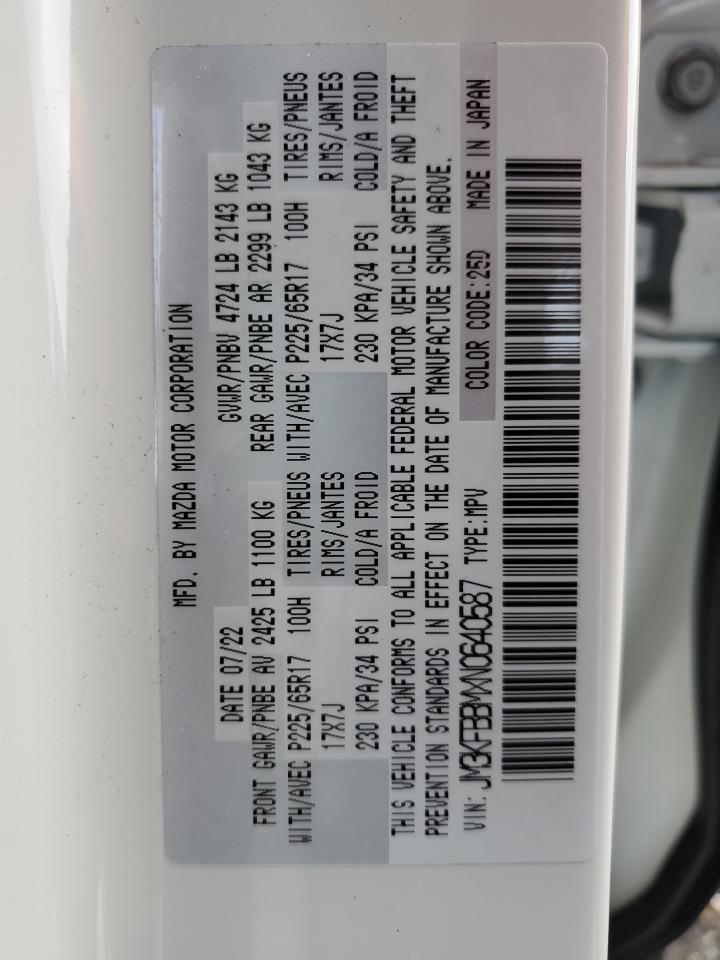 MFD. BY MAZDA MOTOR CORPORATION
DATE 07/22 GVWR/PNBV 4724 LB 2143 KG
FRONT GAWR/PNBE AV 2425 LB 1100 KG REAR GAWR/PNBE AR 2299 LB 1043 KG
WITH/AVEC P225/65R17 100H TIRES/PNEUS WITH/AVEC P225/65R17 100H TIRES/PNEUS
17X7J RIMS/JANTES 17X7J RIMS/JANTES
230 KPA/34 PSI COLD/A FROID 230 KPA/34 PSI COLD/A FROID
THIS VEHICLE CONFORMS TO ALL APPLICABLE FEDERAL MOTOR VEHICLE SAFETY AND THEFT
PREVENTION STANDARDS IN EFFECT ON THE DATE OF MANUFACTURE SHOWN ABOVE.
VIN: JM3KFBBMXN0640587 TYPE:MPV COLOR CODE:25D MADE IN JAPAN